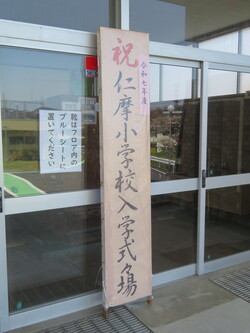 令和七年度
祝 仁摩小学校入学式会場
靴はフロア内の
ブルーシートに
置いてください